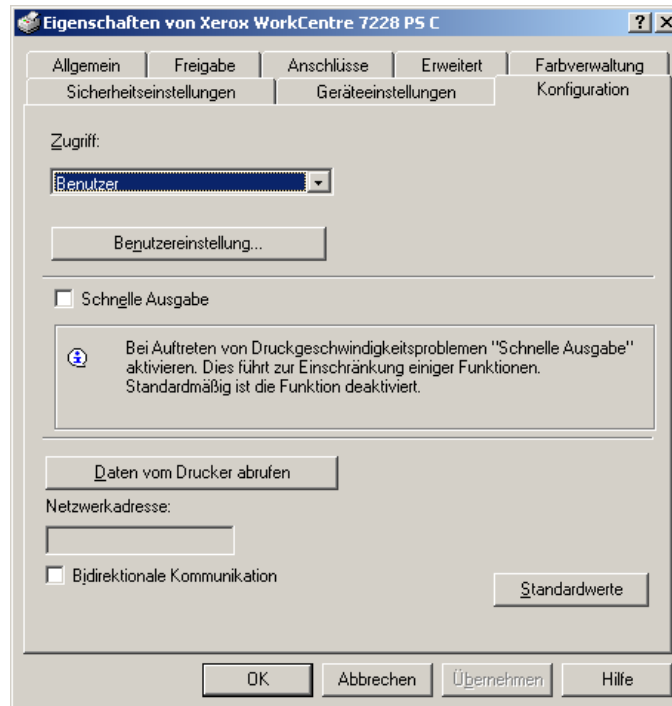 Eigenschaften von Xerox WorkCentre 7228 PS C
Allgemein
Freigabe
Anschlüsse
Erweitert
Farbverwaltung
Sicherheitseinstellungen
Geräteeinstellungen
Konfiguration
Zugriff:
Benutzer
Benutzereinstellung...
Schnelle Ausgabe
Bei Auftreten von Druckgeschwindigkeitsproblemen "Schnelle Ausgabe"
aktivieren. Dies führt zur Einschränkung einiger Funktionen.
Standardmäßig ist die Funktion deaktiviert.
Daten vom Drucker abrufen
Netzwerkadresse:
Bidirektionale Kommunikation
Standardwerte
OK
Abbrechen
Übernehmen
Hilfe